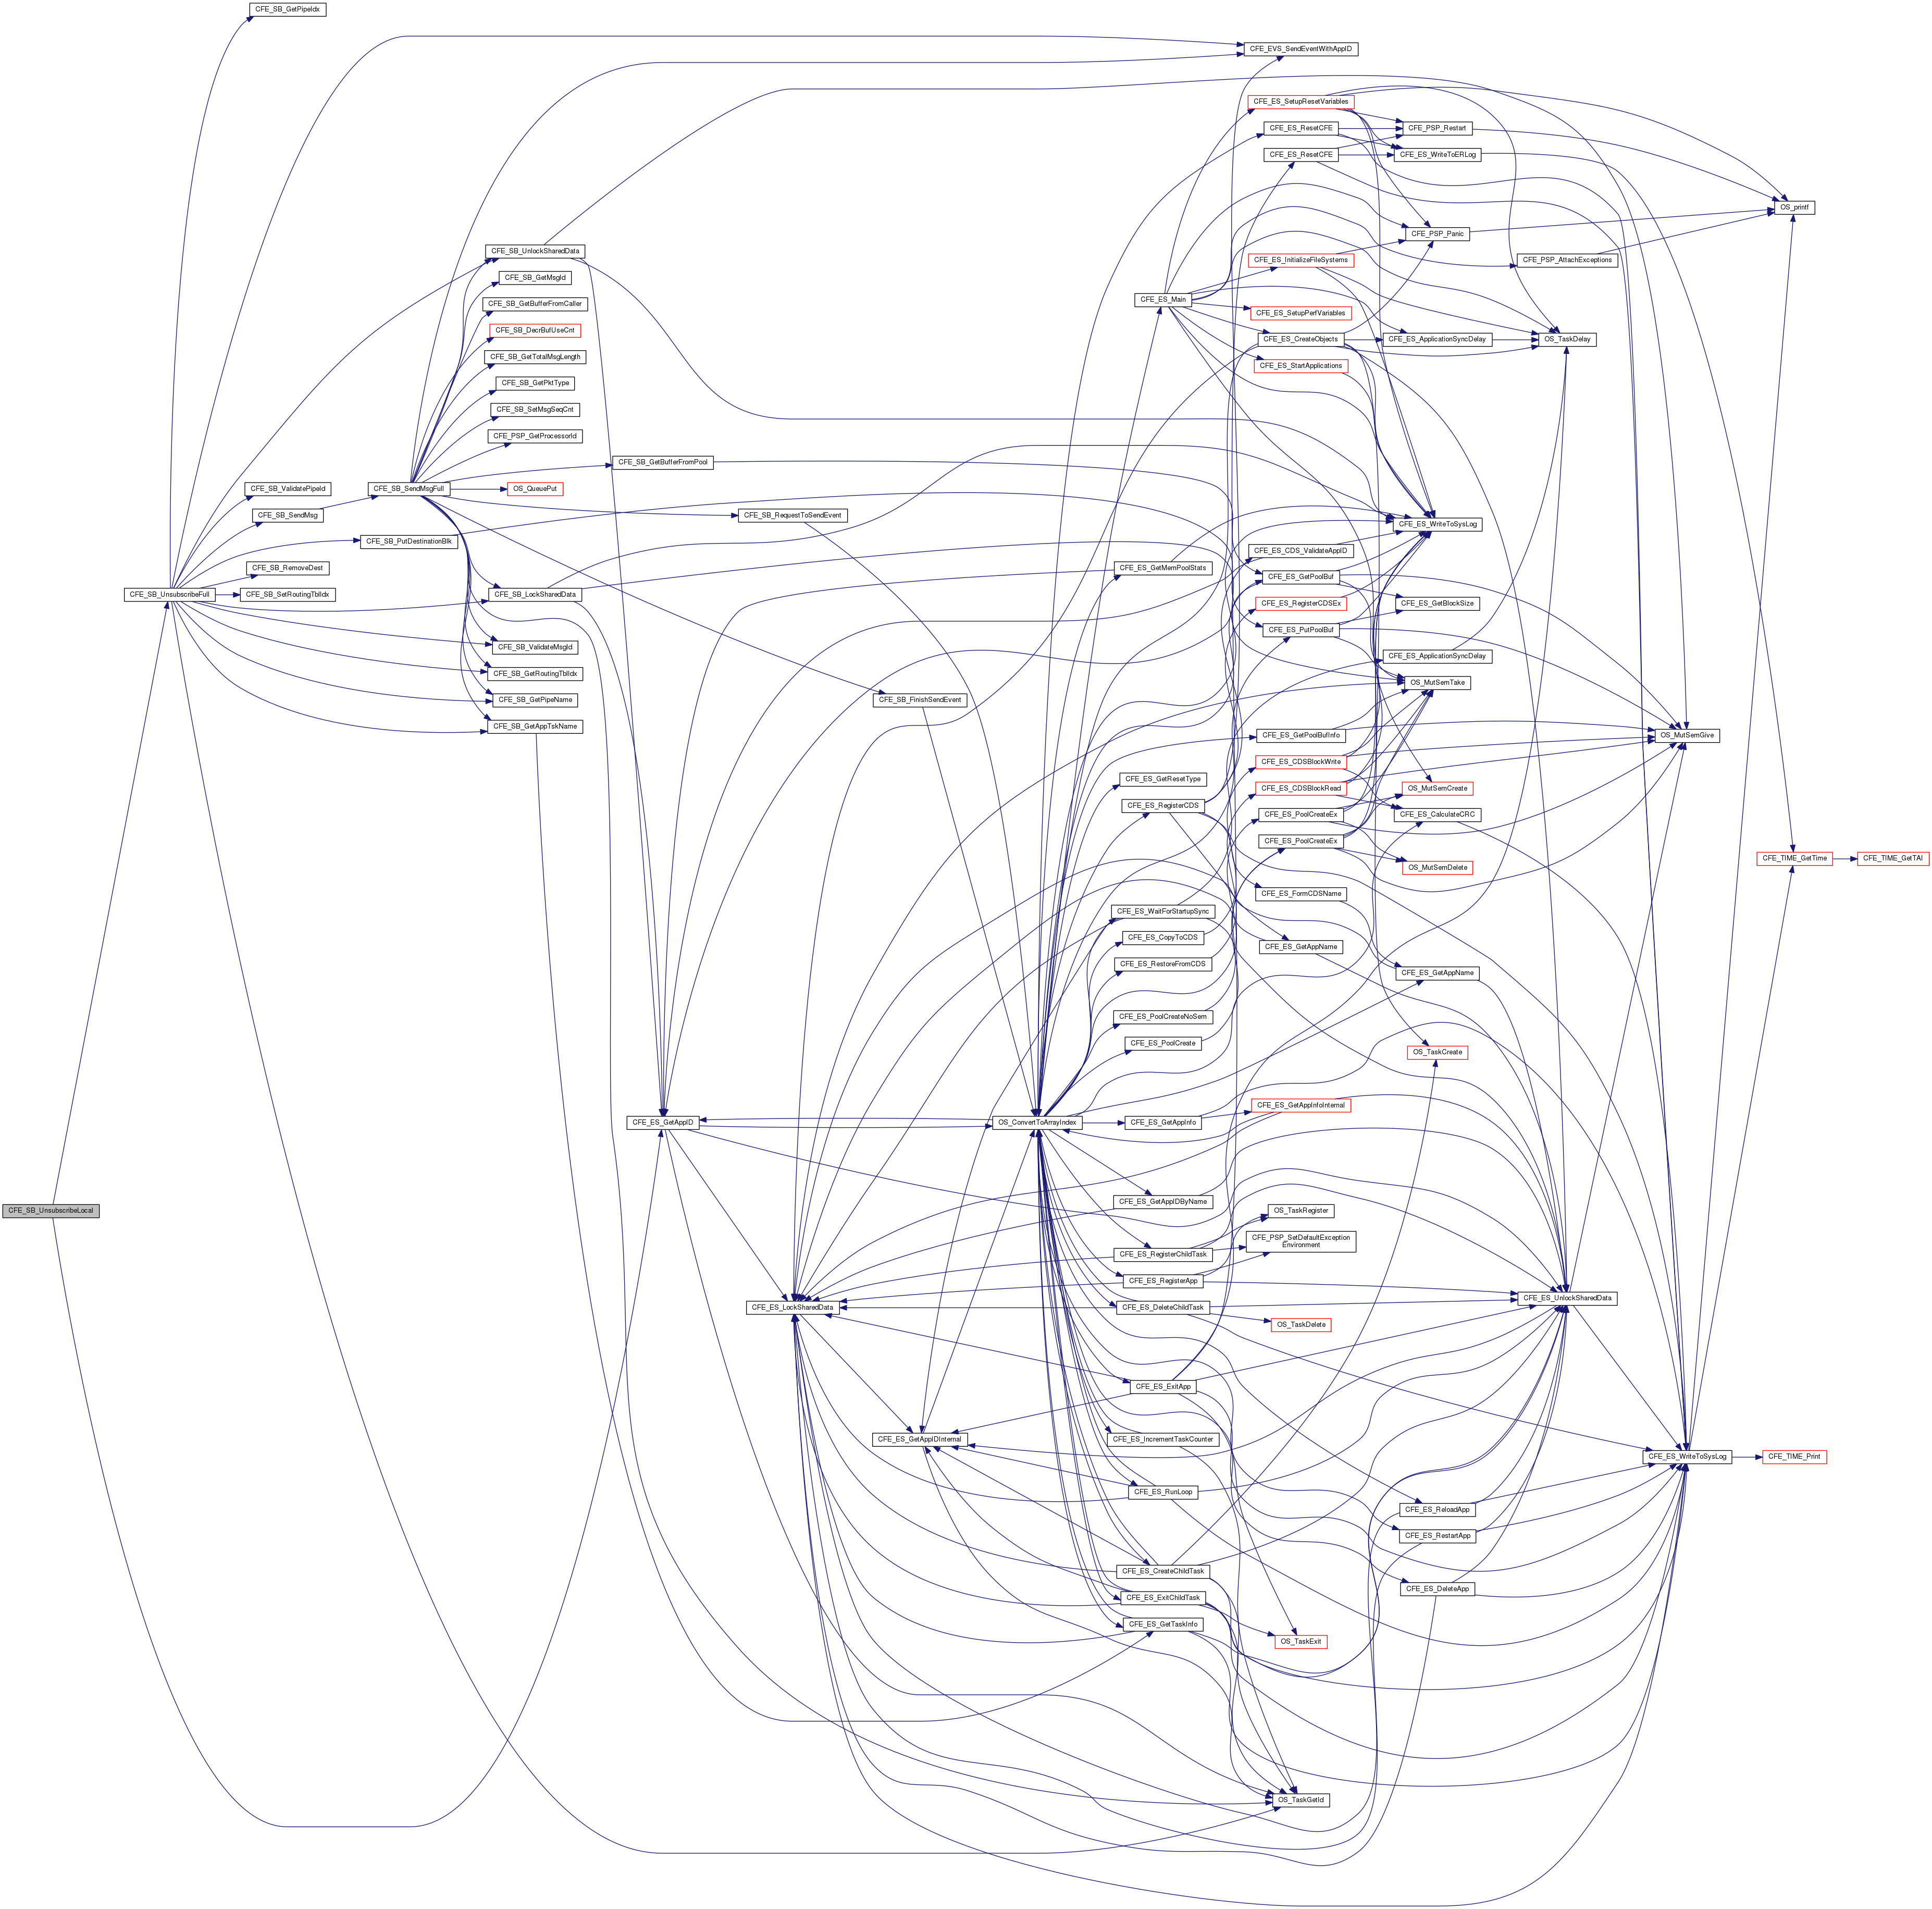 CFE_SB_GetPipeIdx
CFE_EVS_SendEventWithAppID
CFE_ES_SetupResetVariables
CFE_ES_ResetCFE
CFE_PSP_Restart
CFE_ES_ResetCFE
CFE_ES_WriteToERLog
OS_printf
CFE_PSP_Panic
CFE_SB_UnlockSharedData
CFE_ES_InitializeFileSystems
CFE_PSP_AttachExceptions
CFE_SB_GetMsgId
CFE_ES_Main
CFE_SB_GetBufferFromCaller
CFE_ES_SetupPerfVariables
CFE_SB_DecrBufUseCnt
CFE_ES_CreateObjects
CFE_ES_ApplicationSyncDelay
OS_TaskDelay
CFE_SB_GetTotalMsgLength
CFE_ES_StartApplications
CFE_SB_GetPktType
CFE_SB_SetMsgSeqCnt
CFE_PSP_GetProcessorId
CFE_SB_GetBufferFromPool
CFE_SB_ValidatePipeId
CFE_SB_SendMsgFull
OS_QueuePut
CFE_SB_SendMsg
CFE_SB_RequestToSendEvent
CFE_ES_WriteToSysLog
CFE_SB_PutDestinationBlk
CFE_ES_CDS_ValidateAppID
CFE_SB_RemoveDest
CFE_ES_GetMemPoolStats
CFE_ES_GetPoolBuf
CFE_SB_UnsubscribeFull
CFE_SB_SetRoutingTblIdx
CFE_SB_LockSharedData
CFE_ES_RegisterCDSEx
CFE_ES_GetBlockSize
CFE_ES_PutPoolBuf
CFE_SB_ValidateMsgId
CFE_ES_ApplicationSyncDelay
CFE_SB_GetRoutingTblIdx
OS_MutSemTake
CFE_SB_GetPipeName
CFE_SB_FinishSendEvent
CFE_SB_GetAppTskName
CFE_ES_GetPoolBufInfo
OS_MutSemGive
CFE_ES_CDSBlockWrite
CFE_ES_GetResetType
CFE_ES_CDSBlockRead
OS_MutSemCreate
CFE_ES_RegisterCDS
CFE_ES_PoolCreateEx
CFE_ES_CalculateCRC
CFE_ES_PoolCreateEx
CFE_TIME_GetTime
CFE_TIME_GetTAI
OS_MutSemDelete
CFE_ES_FormCDSName
CFE_ES_WaitForStartupSync
CFE_ES_CopyToCDS
CFE_ES_GetAppName
CFE_ES_RestoreFromCDS
CFE_ES_GetAppName
CFE_ES_PoolCreateNoSem
CFE_ES_PoolCreate
OS_TaskCreate
CFE_ES_GetAppInfoInternal
CFE_ES_GetAppID
OS_ConvertToArrayIndex
CFE_ES_GetAppInfo
CFE_ES_GetAppIDByName
CFE_SB_UnsubscribeLocal
OS_TaskRegister
CFE_PSP_SetDefaultException
Environment
CFE_ES_RegisterChildTask
CFE_ES_RegisterApp
CFE_ES_UnlockSharedData
CFE_ES_LockSharedData
CFE_ES_DeleteChildTask
OS_TaskDelete
CFE_ES_ExitApp
CFE_ES_GetAppIDInternal
CFE_ES_IncrementTaskCounter
CFE_ES_WriteToSysLog
CFE_TIME_Print
CFE_ES_RunLoop
CFE_ES_ReloadApp
CFE_ES_RestartApp
CFE_ES_CreateChildTask
CFE_ES_DeleteApp
CFE_ES_ExitChildTask
CFE_ES_GetTaskInfo
OS_TaskExit
OS_TaskGetId